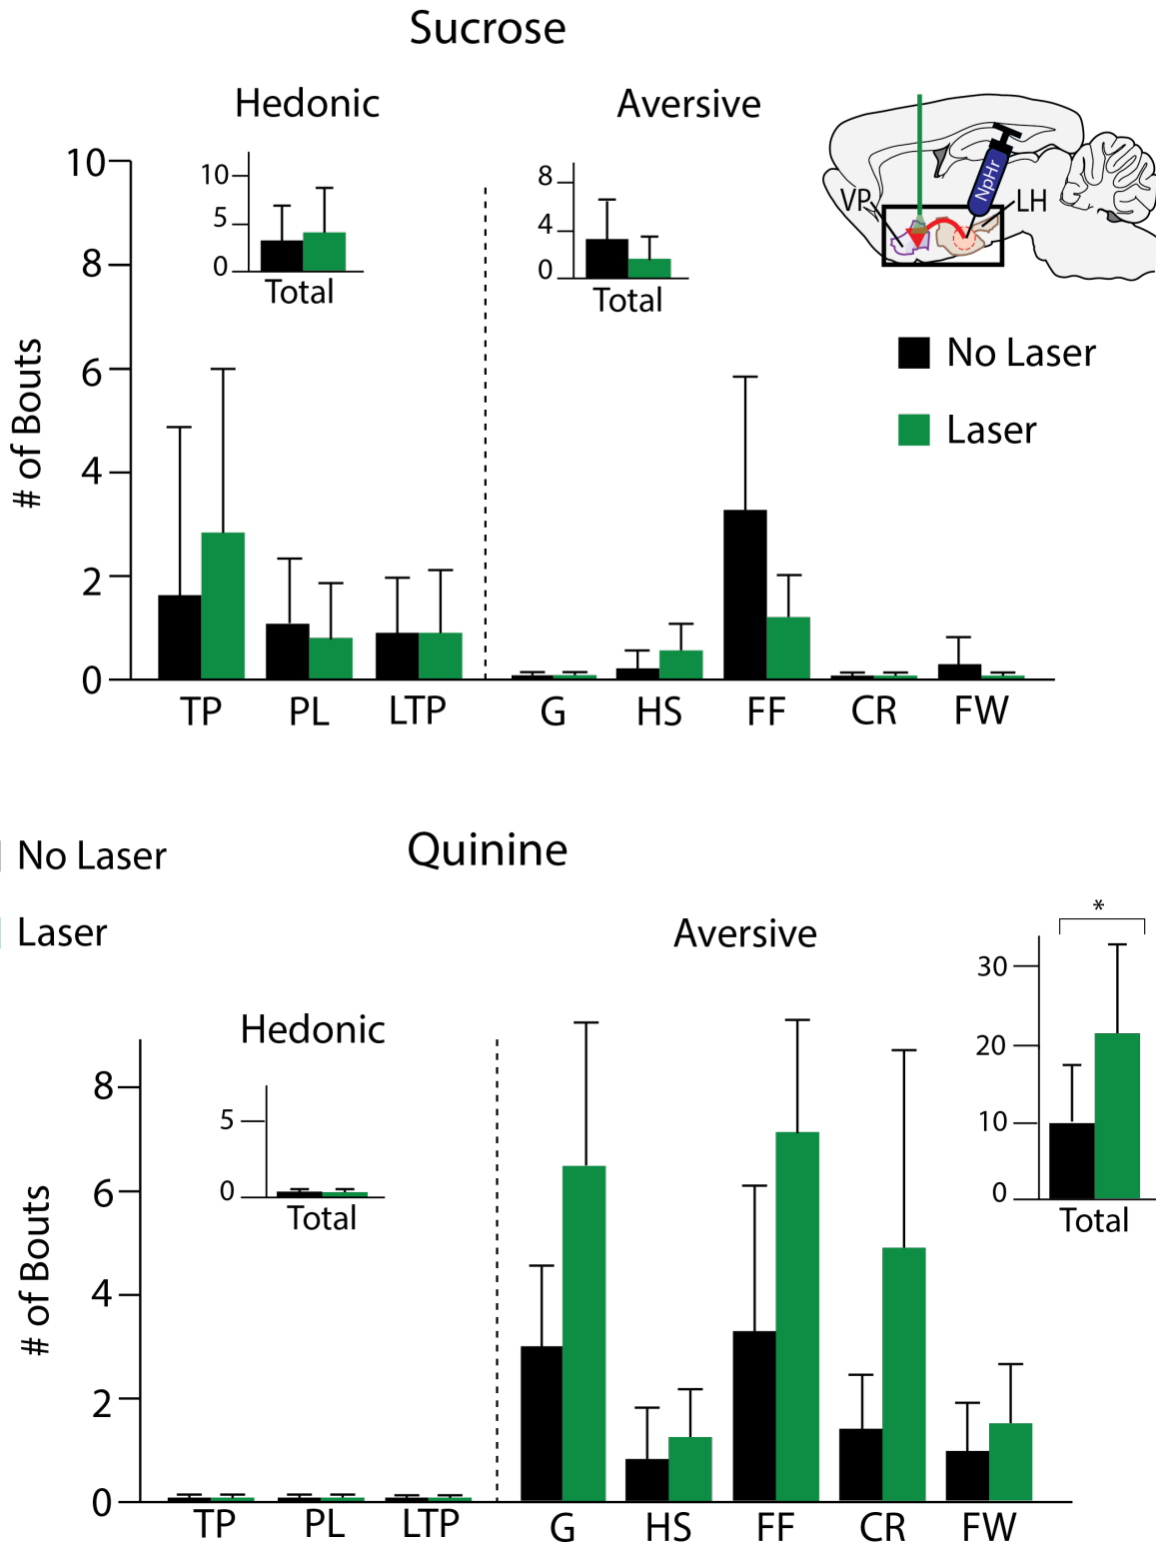 Sucrose
Hedonic
Aversive
10
8
6
4
2
0
# of Bouts
10
5
0
Total
8
4
0
Total
VP
NpHr
LH
No Laser
Laser
TP PL LTP G HS FF CR FW
No Laser
Laser
Quinine
Hedonic
Aversive
*
8
6
4
2
0
# of Bouts
5
0
Total
30
20
10
0
Total
TP PL LTP G HS FF CR FW